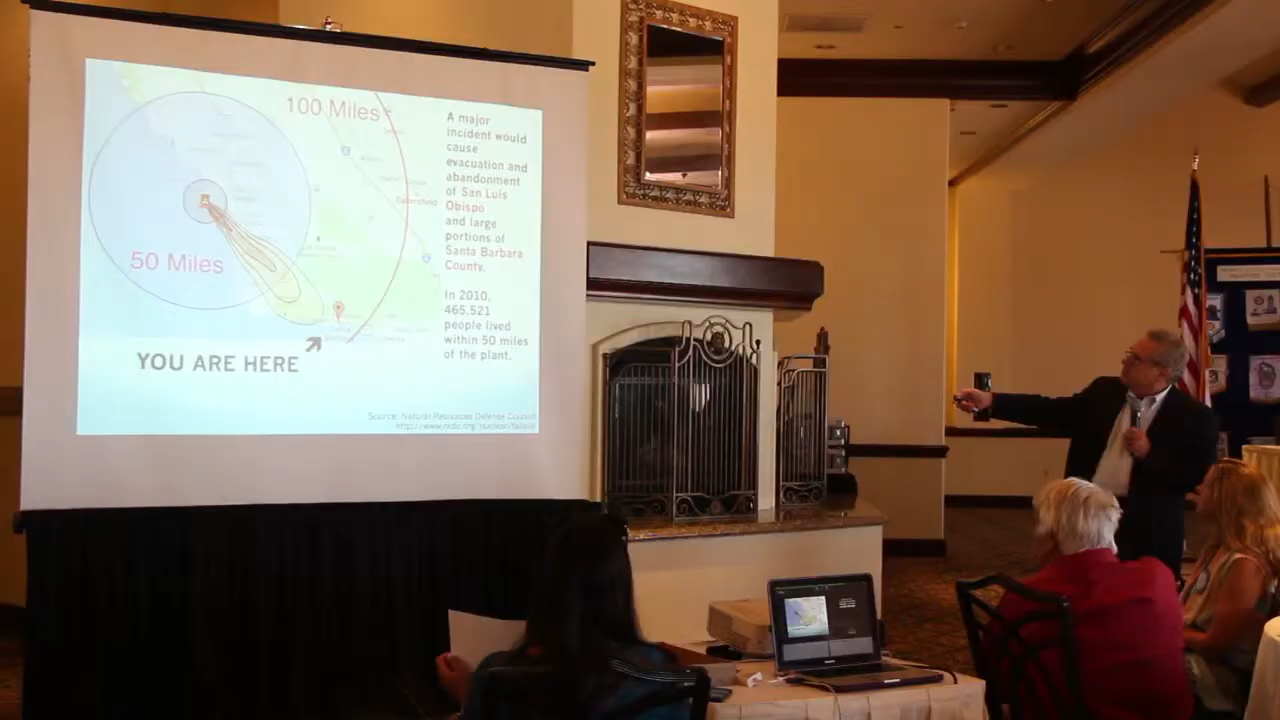 100 Miles
50 Miles
YOU ARE HERE
A major
incident would
cause
evacuation and
abandonment
of San Luis
Obispo
and large
portions of
Santa Barbara
County.
In 2010,
465,521
people lived
within 50 miles
of the plant.
Source: Natural Resources Defense Council